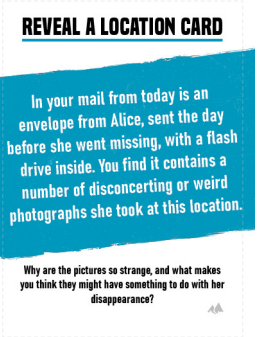 REVEAL A LOCATION CARD
In your mail from today is an
envelope from Alice, sent the day
before she went missing, with a flash
drive inside. You find it contains a
number of disconcerting or weird
photographs she took at this location.
Why are the pictures so strange, and what makes
you think they might have something to do with her
disappearance?